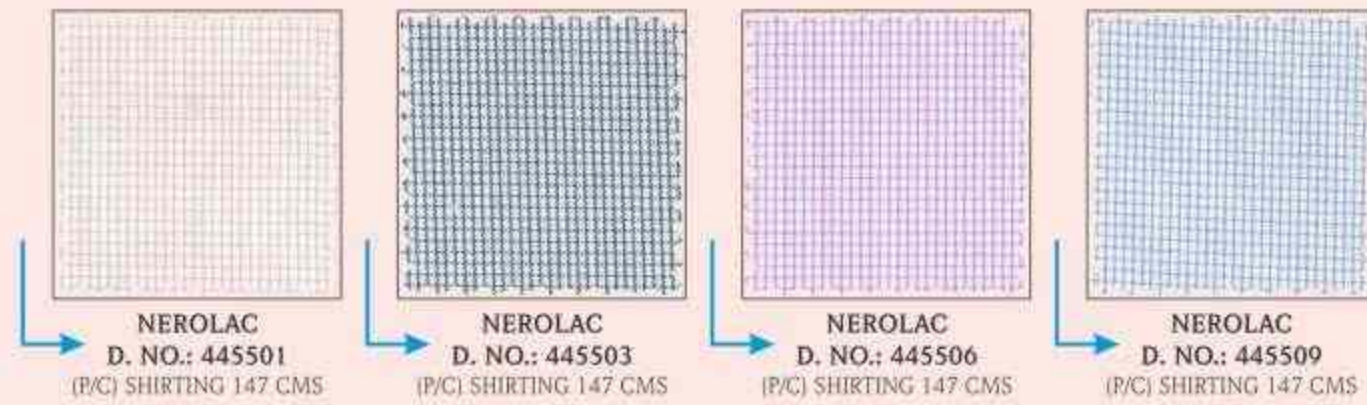 NEROLAC
D. NO.: 445501
(P/C) SHIRTING 147 CMS
NEROLAC
D. NO.: 445503
(P/C) SHIRTING 147 CMS
NEROLAC
D. NO.: 445506
(P/C) SHIRTING 147 CMS
NEROLAC
D. NO.: 445509
(P/C) SHIRTING 147 CMS